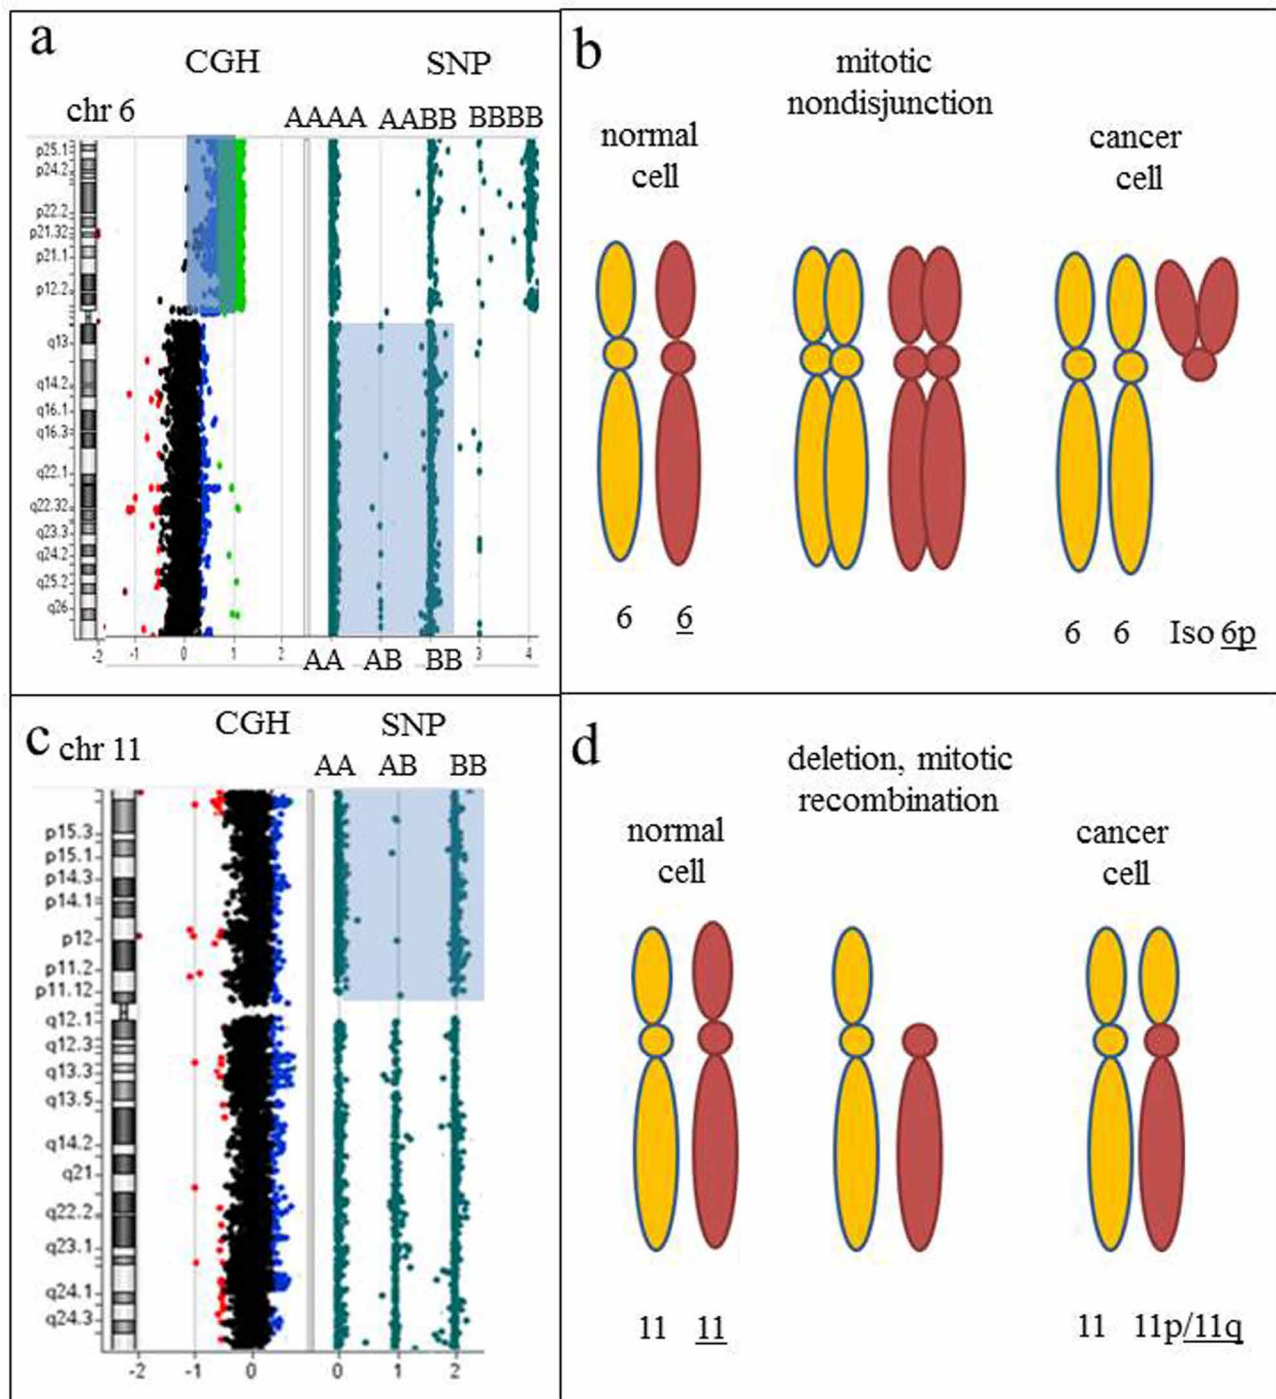 a
CGH SNP
chr 6
AAAA AABB BBBB
p25.1
p24.2
p22.2
p21.32
p21.1
p12.2
q13
q14.2
q16.1
q16.3
q22.1
q22.32
q23.3
q24.2
q25.2
q26
-2 -1 0 1 2 3 4
AA AB BB
b
mitotic
nondisjunction
normal
cell
cancer
cell
6 6
6 6 Iso 6p
c
chr 11
CGH SNP
AA AB BB
p15.3
p15.1
p14.3
p14.1
p12
p11.2
p11.12
q12.1
q12.3
q13.3
q13.5
q14.2
q21
q22.2
q23.1
q24.1
q24.3
-2 -1 0 0 1 2
d
deletion, mitotic
recombination
normal
cell
cancer
cell
11 11
11 11p/11q